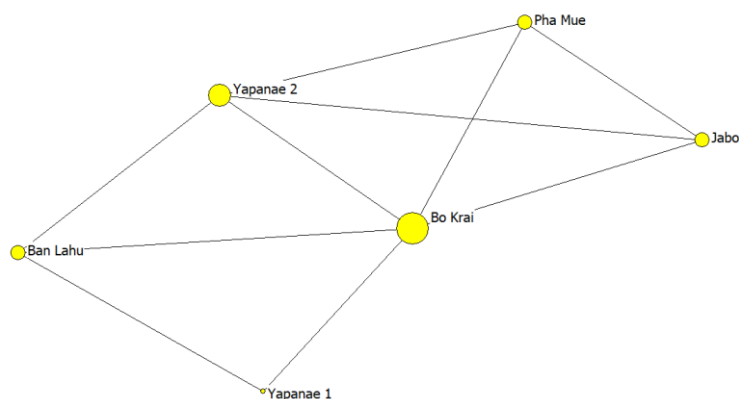 Pha Mue
Yapanae 2
Jabo
Bo Krai
Ban Lahu
Yapanae 1